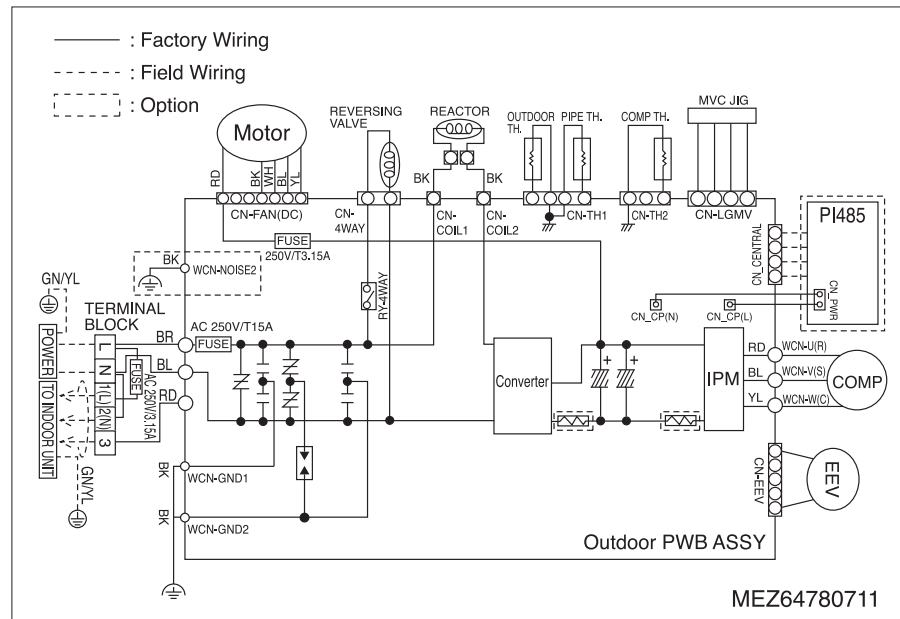 : Factory Wiring
: Field Wiring
: Option
Motor
REVERSING
VALVE
REACTOR
OUTDOOR
TH.
PIPE TH.
COMP TH.
MVC JIG
RD
BK
WH
BL
YL
BK
BK
CN-FAN(DC)
CN-
4WAY
CN-
COIL1
CN-
COIL2
CN-TH1
CN-TH2
CN-LGMV
PI485
CN_CENTRAL
CN_PWR
CN_CP(N)
CN_CP(L)
FUSE
250V/T3.15A
BK
WCN-NOISE2
RY-4WAY
GN/YL
TERMINAL
BLOCK
POWER
TO INDOOR UNIT
L
N
1(L)
2(N)
3
FUSE
AC 250V/3.15A
BR
BL
RD
AC 250V/T15A
FUSE
Converter
IPM
RD
WCN-U(R)
BL
WCN-V(S)
YL
WCN-W(C)
COMP
GN/YL
BK
WCN-GND1
BK
WCN-GND2
CN-EEV
EEV
Outdoor PWB ASSY
MEZ64780711